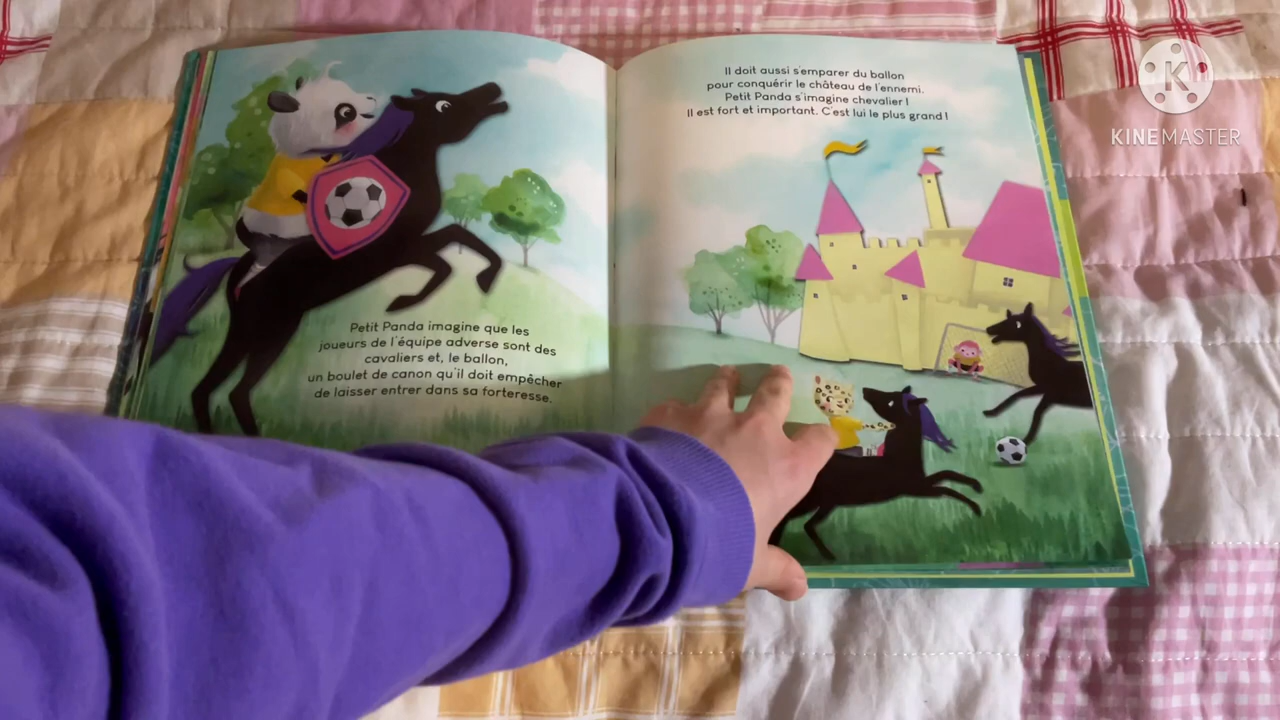 Petit Panda imagine que les
joueurs de l'équipe adverse sont des
cavaliers et, le ballon,
un boulet de canon qu'il doit empêcher
de laisser entrer dans sa forteresse.
Il doit aussi s'emparer du ballon
pour conquérir le château de l'ennemi.
Petit Panda s'imagine chevalier !
Il est fort et important. C'est lui le plus grand !
K
KINEMASTER